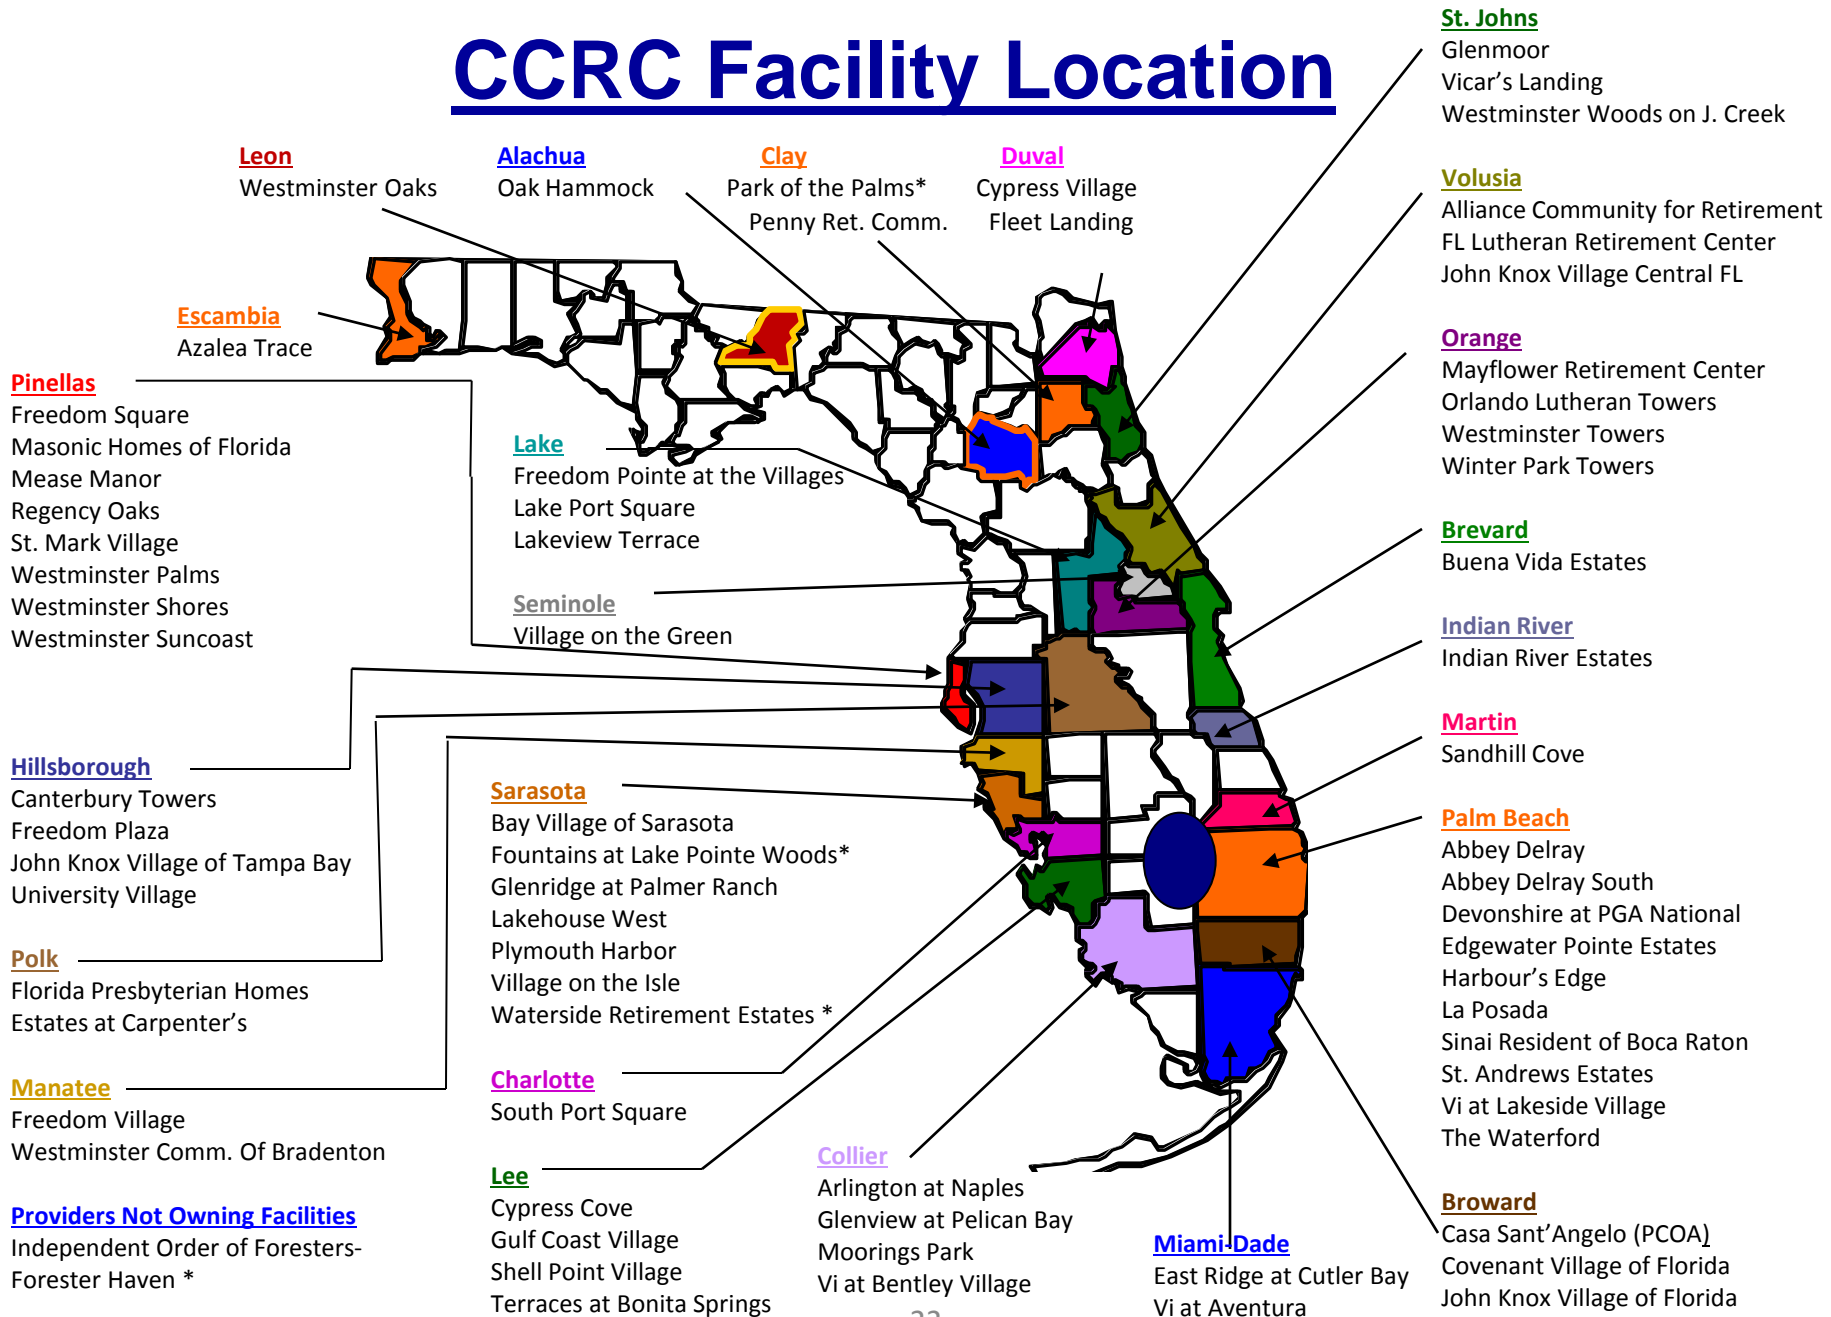 CCRC Facility Location
Leon
Westminster Oaks
Alachua
Oak Hammock
Clay
Park of the Palms*
Penny Ret. Comm.
Duval
Cypress Village
Fleet Landing
St. Johns
Glenmoor
Vicar’s Landing
Westminster Woods on J. Creek
Volusia
Alliance Community for Retirement
FL Lutheran Retirement Center
John Knox Village Central FL
Orange
Mayflower Retirement Center
Orlando Lutheran Towers
Westminster Towers
Winter Park Towers
Brevard
Buena Vida Estates
Indian River
Indian River Estates
Martin
Sandhill Cove
Palm Beach
Abbey Delray
Abbey Delray South
Devonshire at PGA National
Edgewater Pointe Estates
Harbour’s Edge
La Posada
Sinai Resident of Boca Raton
St. Andrews Estates
Vi at Lakeside Village
The Waterford
Broward
Casa Sant’Angelo (PCOA)
Covenant Village of Florida
John Knox Village of Florida
Escambia
Azalea Trace
Pinellas
Freedom Square
Masonic Homes of Florida
Mease Manor
Regency Oaks
St. Mark Village
Westminster Palms
Westminster Shores
Westminster Suncoast
Lake
Freedom Pointe at the Villages
Lake Port Square
Lakeview Terrace
Seminole
Village on the Green
Hillsborough
Canterbury Towers
Freedom Plaza
John Knox Village of Tampa Bay
University Village
Polk
Florida Presbyterian Homes
Estates at Carpenter’s
Manatee
Freedom Village
Westminster Comm. Of Bradenton
Providers Not Owning Facilities
Independent Order of Foresters-
Forester Haven *
Sarasota
Bay Village of Sarasota
Fountains at Lake Pointe Woods*
Glenridge at Palmer Ranch
Lakehouse West
Plymouth Harbor
Village on the Isle
Waterside Retirement Estates *
Charlotte
South Port Square
Lee
Cypress Cove
Gulf Coast Village
Shell Point Village
Terraces at Bonita Springs
Collier
Arlington at Naples
Glenview at Pelican Bay
Moorings Park
Vi at Bentley Village
Miami-Dade
East Ridge at Cutler Bay
Vi at Aventura